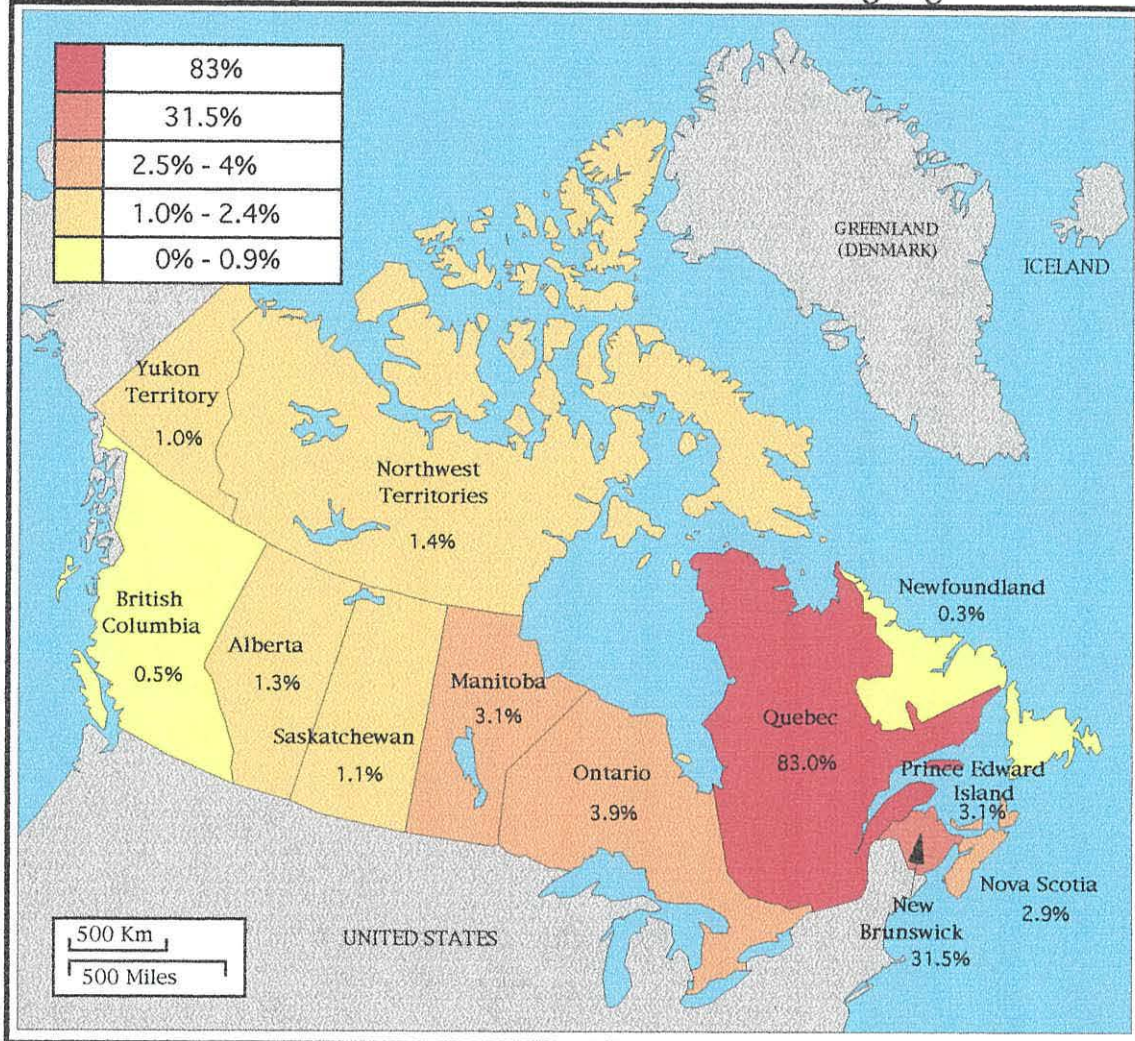 83%
31.5%
2.5% - 4%
1.0% - 2.4%
0% - 0.9%
GREENLAND
(DENMARK)
ICELAND
Yukon
Territory
1.0%
Northwest
Territories
1.4%
British
Columbia
0.5%
Alberta
1.3%
Saskatchewan
1.1%
Manitoba
3.1%
Ontario
3.9%
Quebec
83.0%
Newfoundland
0.3%
Prince Edward
Island
3.1%
Nova Scotia
2.9%
New
Brunswick
31.5%
UNITED STATES
500 Km
500 Miles